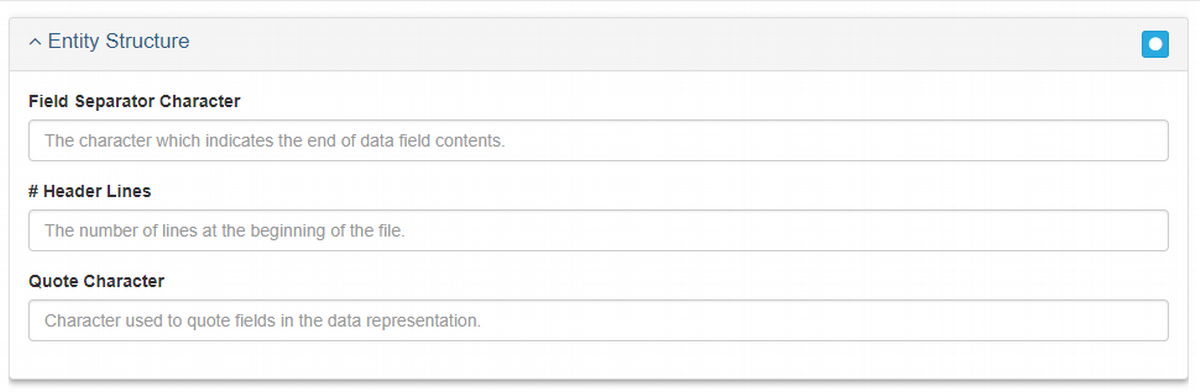 Entity Structure
Field Separator Character
The character which indicates the end of data field contents.
# Header Lines
The number of lines at the beginning of the file.
Quote Character
Character used to quote fields in the data representation.